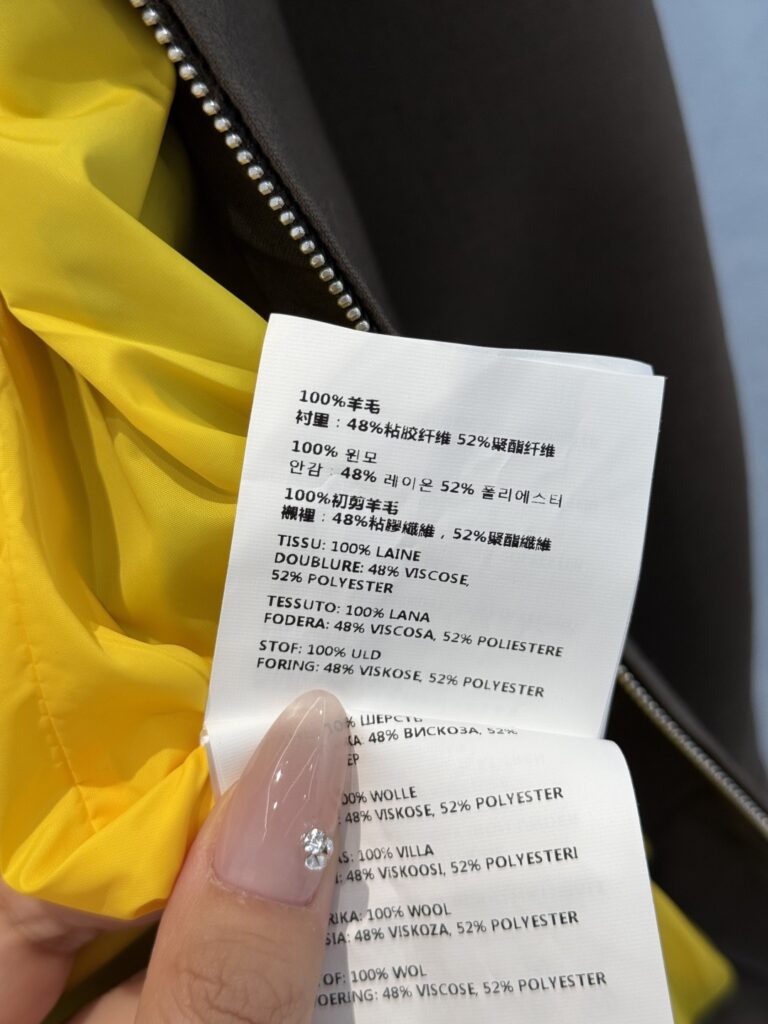 100%羊毛
衬里：48%粘胶纤维 52%聚酯纤维
100% 윈모
안감：48% 레이온 52% 폴리에스터
100%初剪羊毛
襯裡：48%粘膠纖維，52%聚酯纖維
TISSU: 100% LAINE
DOUBLURE: 48% VISCOSE,
52% POLYESTER
TESSUTO: 100% LANA
FODERA: 48% VISCOSA, 52% POLIESTERE
STOF: 100% ULD
FORING: 48% VISKOSE, 52% POLYESTER
ШЕРСТЬ
48% ВИСКОЗА, 52%
WOLLE
48% VISKOSE, 52% POLYESTER
100% VILLA
48% VISKOOSI, 52% POLYESTERI
100% WOOL
48% VISKOZA, 52% POLYESTER
100% WOL
48% VISCOSE, 52% POLYESTER